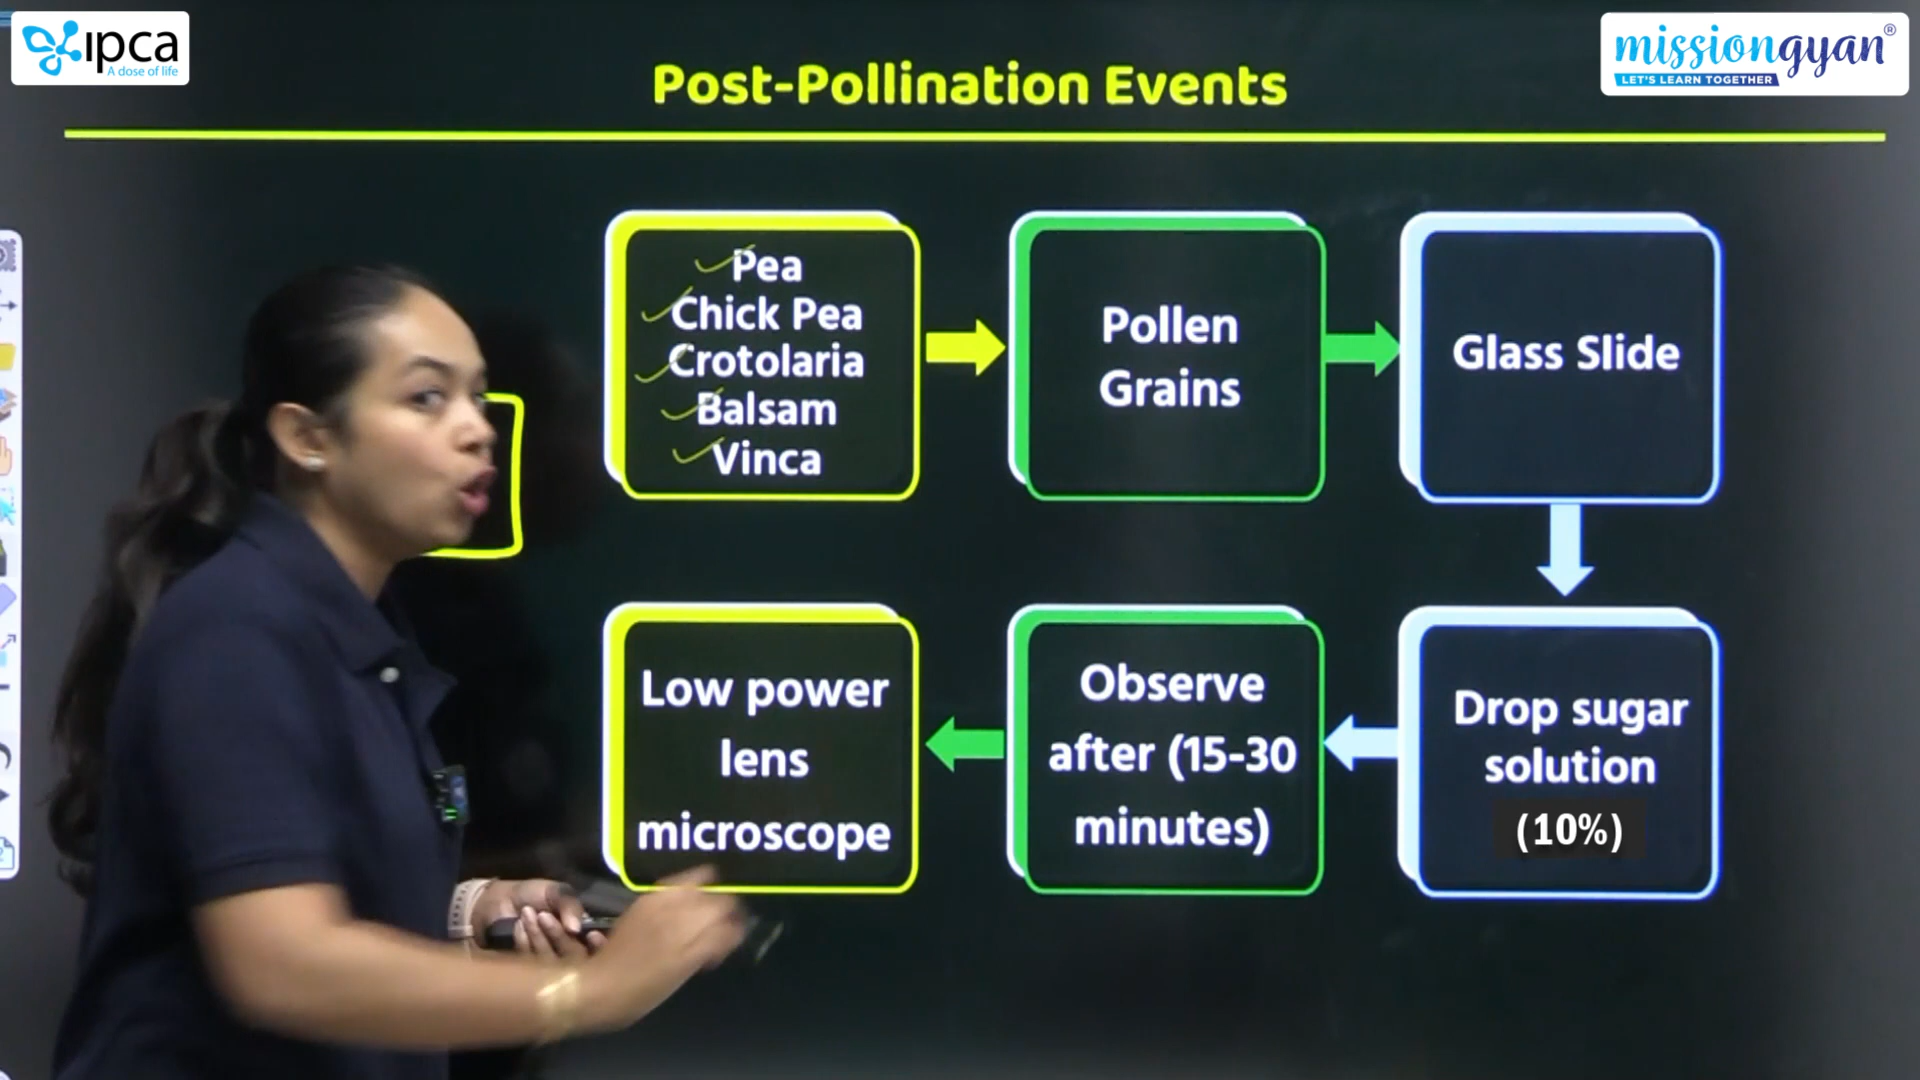 ipca
A dose of life
missiongyan®
LET'S LEARN TOGETHER
Post-Pollination Events
Pea
Chick Pea
Crotolaria
Balsam
Vinca
Pollen
Grains
Glass Slide
Low power
lens
microscope
Observe
after (15-30
minutes)
Drop sugar
solution
(10%)